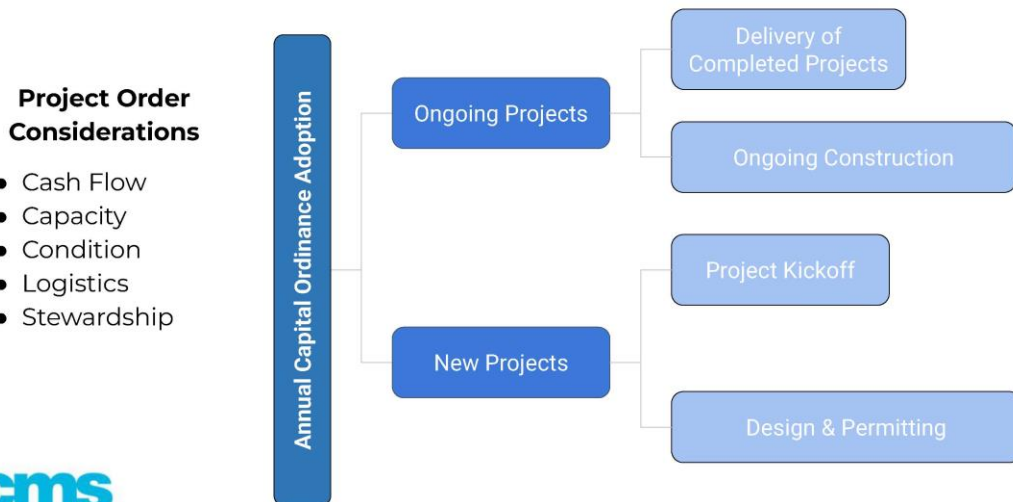 Project Order
Considerations
● Cash Flow
● Capacity
● Condition
● Logistics
● Stewardship
Annual Capital Ordinance Adoption
Ongoing Projects
New Projects
Delivery of
Completed Projects
Ongoing Construction
Project Kickoff
Design & Permitting
cms